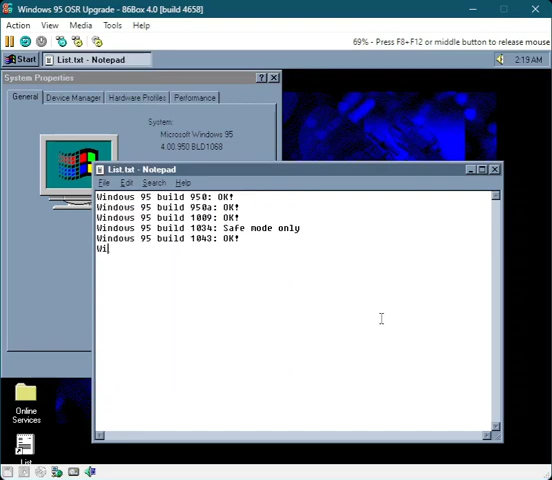 Windows 95 OSR Upgrade - 86Box 4.0 [build 4658]
Action View Media Tools Help
69% - Press F8+F12 or middle button to release mouse
Start List.txt - Notepad 2:19 AM
System Properties
General Device Manager Hardware Profiles Performance
System:
Microsoft Windows 95
4.00.950 BLD1068
List.txt - Notepad
File Edit Search Help
Windows 95 build 950: OK!
Windows 95 build 950a: OK!
Windows 95 build 1009: OK!
Windows 95 build 1034: Safe mode only
Windows 95 build 1043: OK!
Wi
Online
Services
List